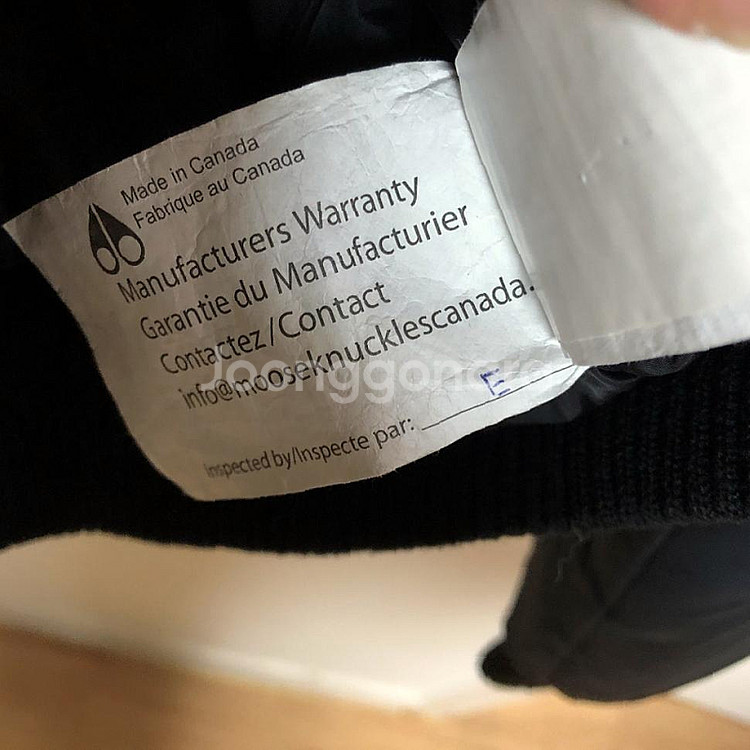 Made in Canada
Fabrique au Canada
Manufacturers Warranty
Garantie du Manufacturier
Contactez/Contact
info@mooseknucklescanada.
Inspected by/Inspecte par: E
Joonggonara